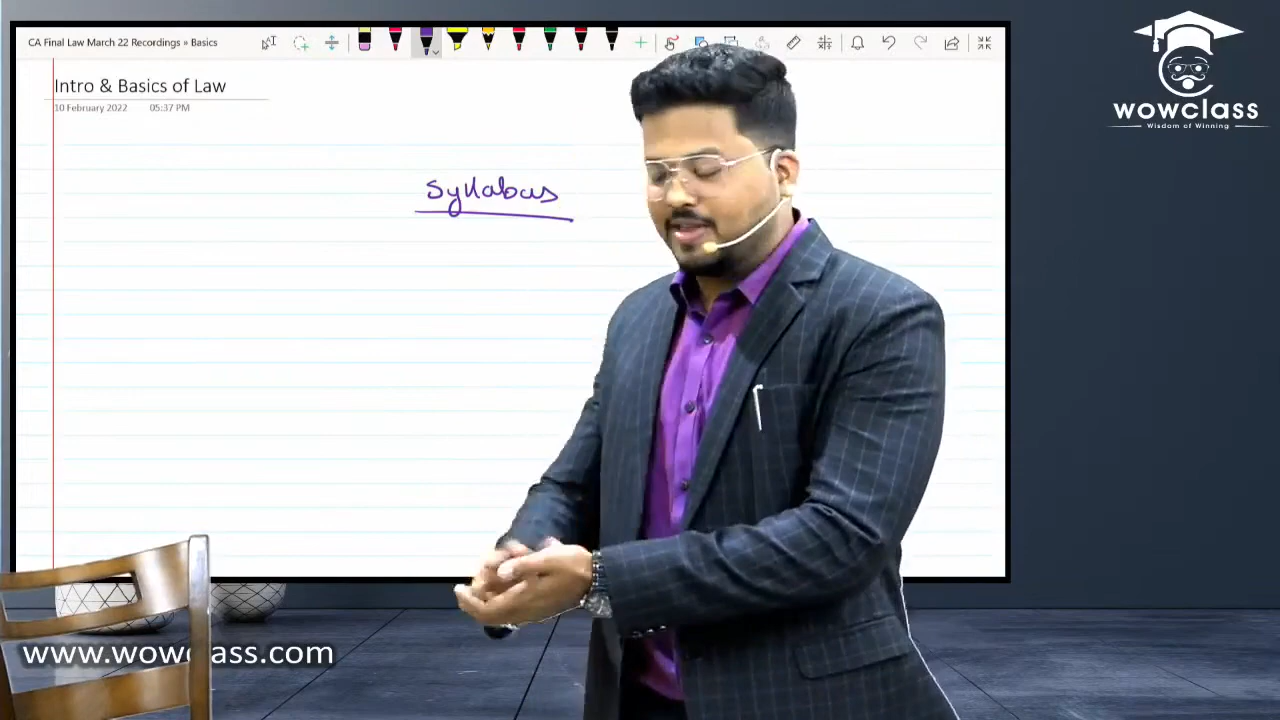 CA Final Law March 22 Recordings » Basics
Intro & Basics of Law
10 February 2022 05:37 PM
Syllabus
wowclass
Wisdom of Winning
www.wowclass.com